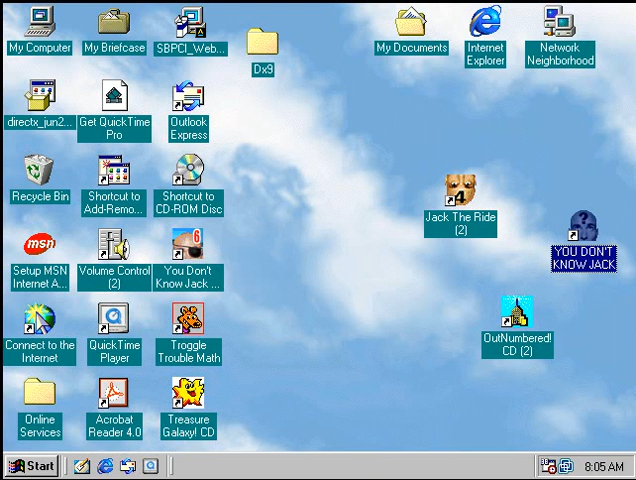 My Computer
My Briefcase
SBPCI_Web...
Dx9
My Documents
Internet
Explorer
Network
Neighborhood
directx_jun2...
Get QuickTime
Pro
Outlook
Express
Recycle Bin
Shortcut to
Add-Remo...
Shortcut to
CD-ROM Disc
4
Jack The Ride
(2)
?
YOU DON'T
KNOW JACK
msn
Setup MSN
Internet A...
Volume Control
(2)
6
You Don't
Know Jack ...
OutNumbered!
CD (2)
Connect to the
Internet
QuickTime
Player
Troggle
Trouble Math
Online
Services
Acrobat
Reader 4.0
Treasure
Galaxy! CD
Start
8:05 AM